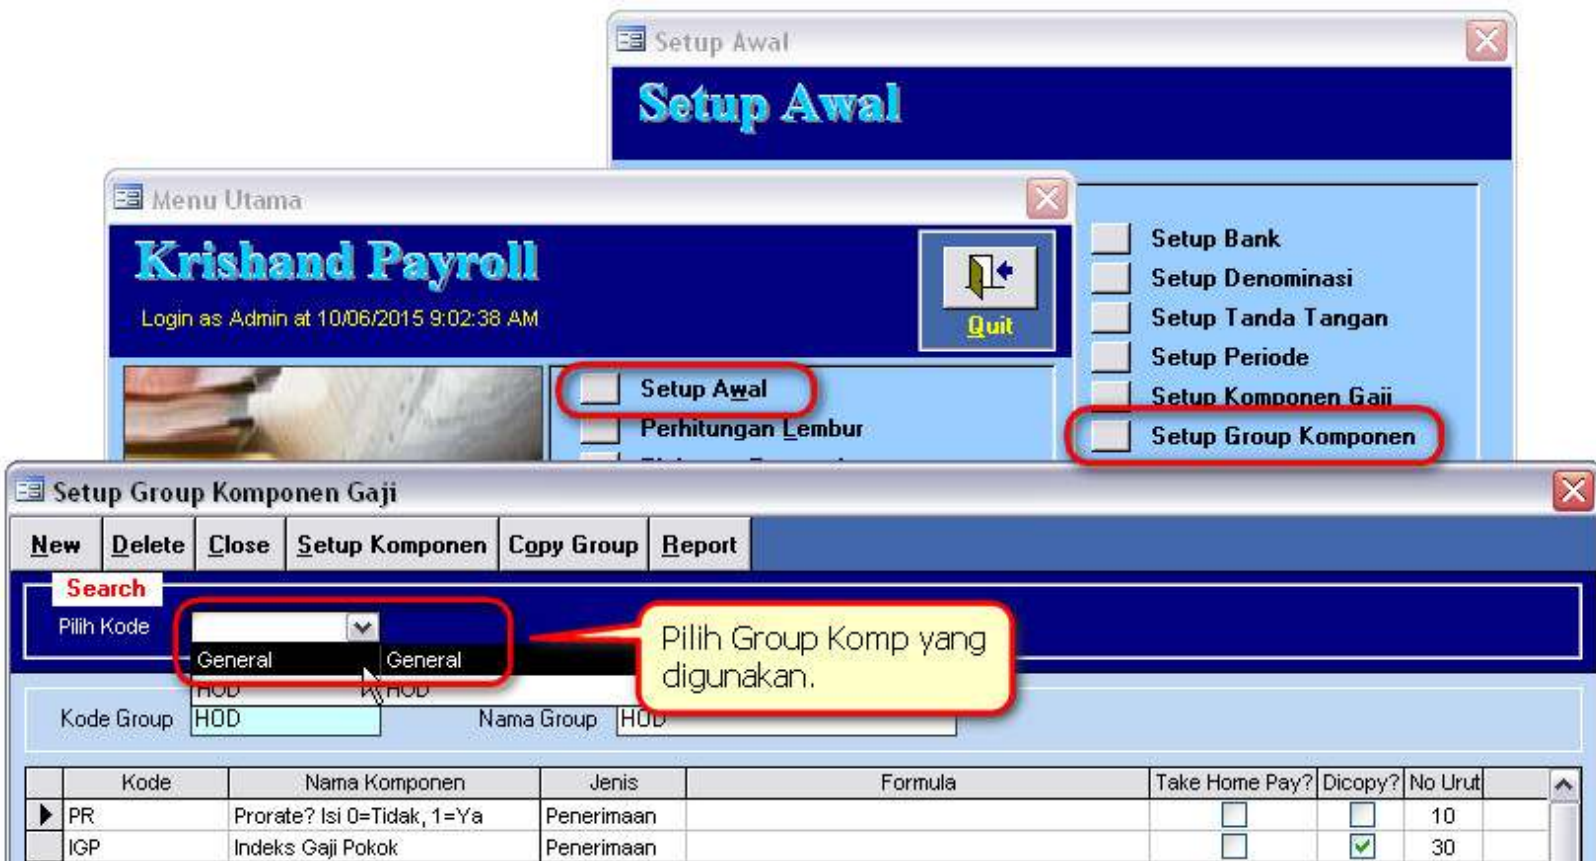 Setup Awal
Setup Awal
Menu Utama
Krishand Payroll
Login as Admin at 10/06/2015 9:02:38 AM
Quit
Setup Bank
Setup Denominasi
Setup Tanda Tangan
Setup Periode
Setup Komponen Gaji
Setup Group Komponen
Setup Awal
Perhitungan Lembur
Setup Group Komponen Gaji
New Delete Close Setup Komponen Copy Group Report
Search
Pilih Kode
General General
HOD HOD
Pilih Group Komp yang
digunakan.
Kode Group HOD Nama Group HOD
Kode Nama Komponen Jenis Formula Take Home Pay? Dicopy? No Urut
PR Prorate? Isi 0=Tidak, 1=Ya Penerimaan 10
IGP Indeks Gaji Pokok Penerimaan 30